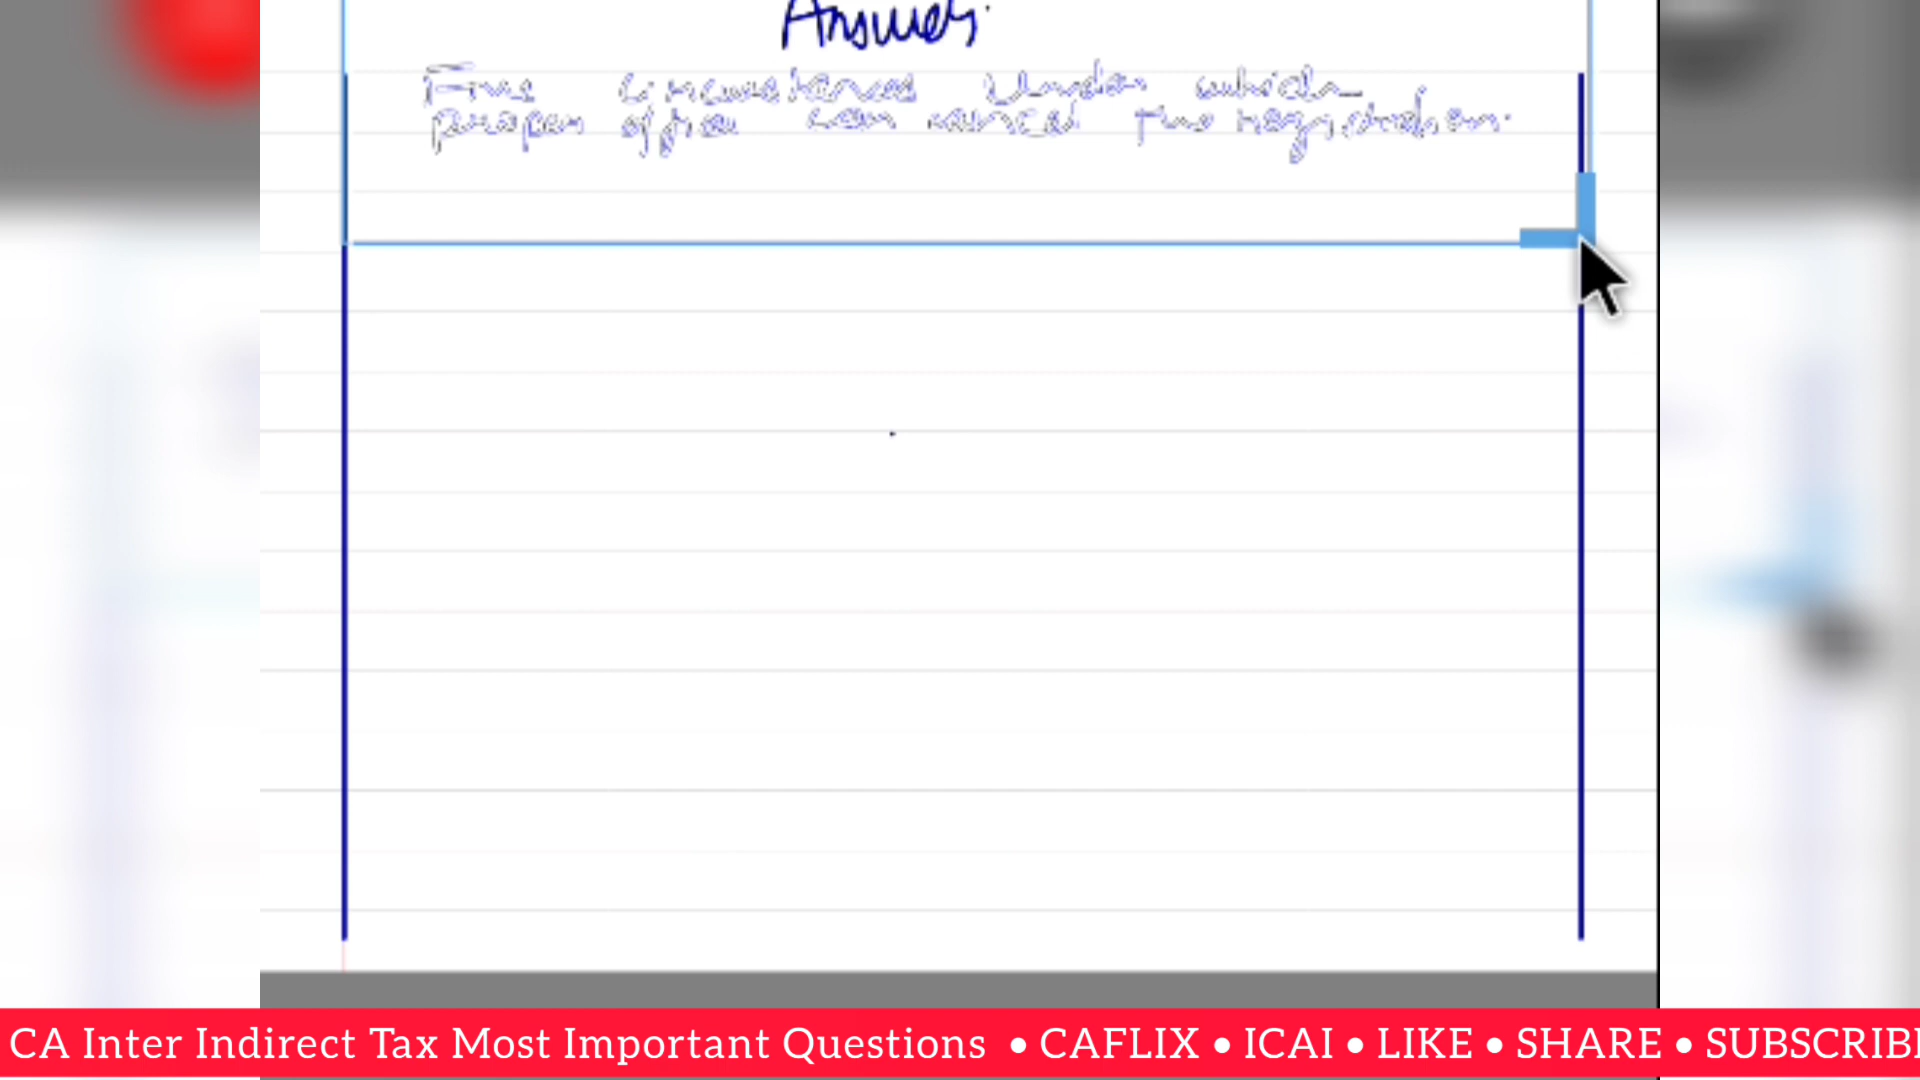 Answer.
Five circumstances Under which
proper officer can cancel the registration.
CA Inter Indirect Tax Most Important Questions • CAFLIX • ICAI • LIKE • SHARE • SUBSCRIB